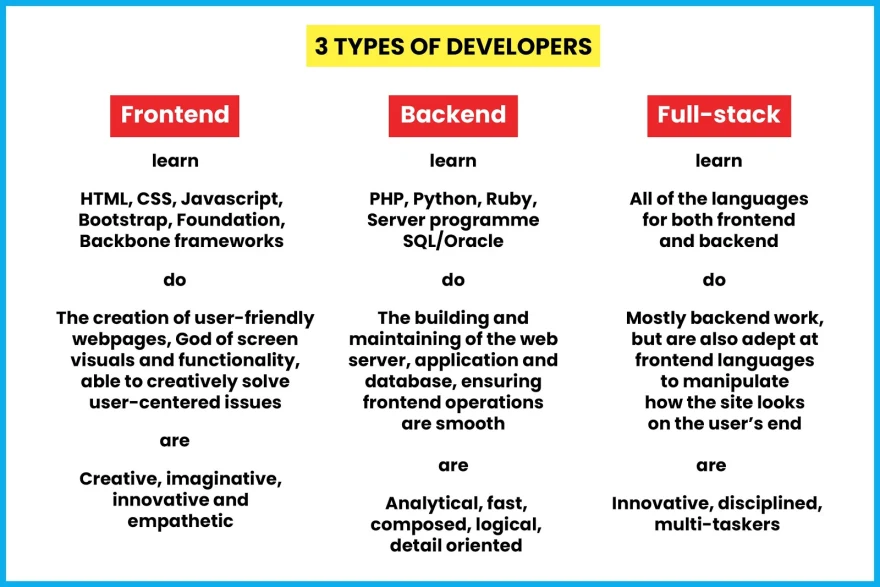 3 TYPES OF DEVELOPERS
Frontend
learn
HTML, CSS, Javascript,
Bootstrap, Foundation,
Backbone frameworks
do
The creation of user-friendly
webpages, God of screen
visuals and functionality,
able to creatively solve
user-centered issues
are
Creative, imaginative,
innovative and
empathetic
Backend
learn
PHP, Python, Ruby,
Server programme
SQL/Oracle
do
The building and
maintaining of the web
server, application and
database, ensuring
frontend operations
are smooth
are
Analytical, fast,
composed, logical,
detail oriented
Full-stack
learn
All of the languages
for both frontend
and backend
do
Mostly backend work,
but are also adept at
frontend languages
to manipulate
how the site looks
on the user's end
are
Innovative, disciplined,
multi-taskers